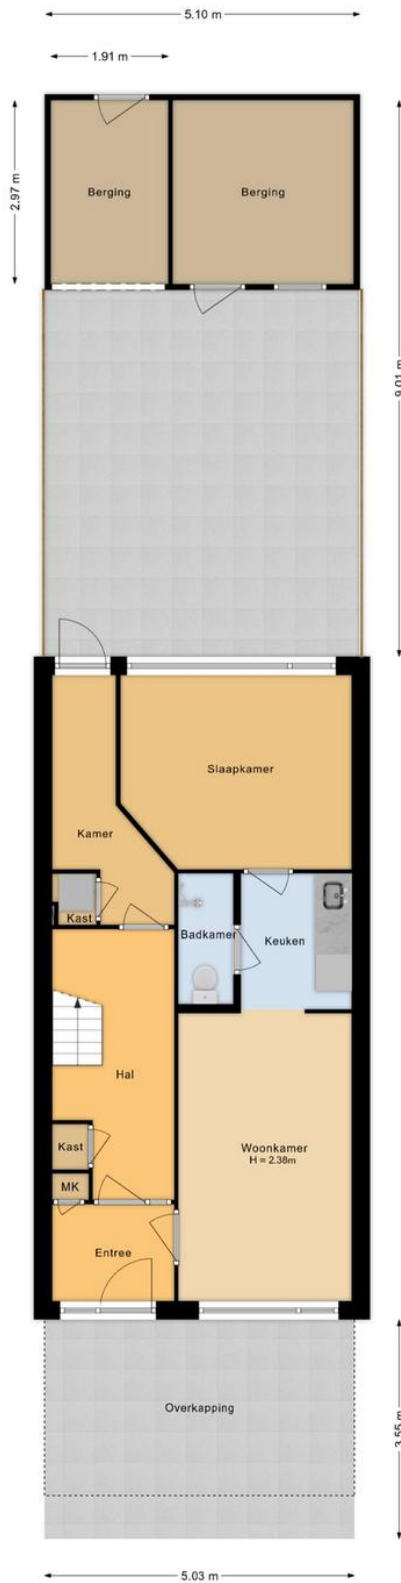 5.10 m
1.91 m
2.97 m
9.01 m
Berging
Berging
Slaapkamer
Kamer
Kast
Badkamer
Keuken
Hal
Kast
Woonkamer
H = 2.38m
MK
Entree
Overkapping
3.55 m
5.03 m